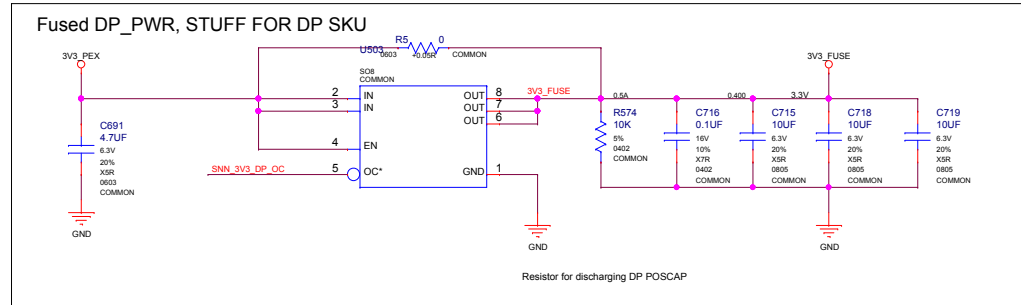 Fused DP_PWR, STUFF FOR DP SKU
R5 0
U503 0603 +0.05R COMMON
3V3_PEX
3V3_FUSE
SO8
COMMON
2 IN OUT 8 3V3_FUSE 0.5A 0.400 3.3V
3 IN OUT 7
OUT 6
4 EN
SNN_3V3_DP_OC 5 OC* GND 1
C691
4.7UF
6.3V
20%
X5R
0603
COMMON
GND
GND
R574
10K
5%
0402
COMMON
C716
0.1UF
16V
10%
X7R
0402
COMMON
C715
10UF
6.3V
20%
X5R
0805
COMMON
C718
10UF
6.3V
20%
X5R
0805
COMMON
C719
10UF
6.3V
20%
X5R
0805
COMMON
GND
Resistor for discharging DP POSCAP